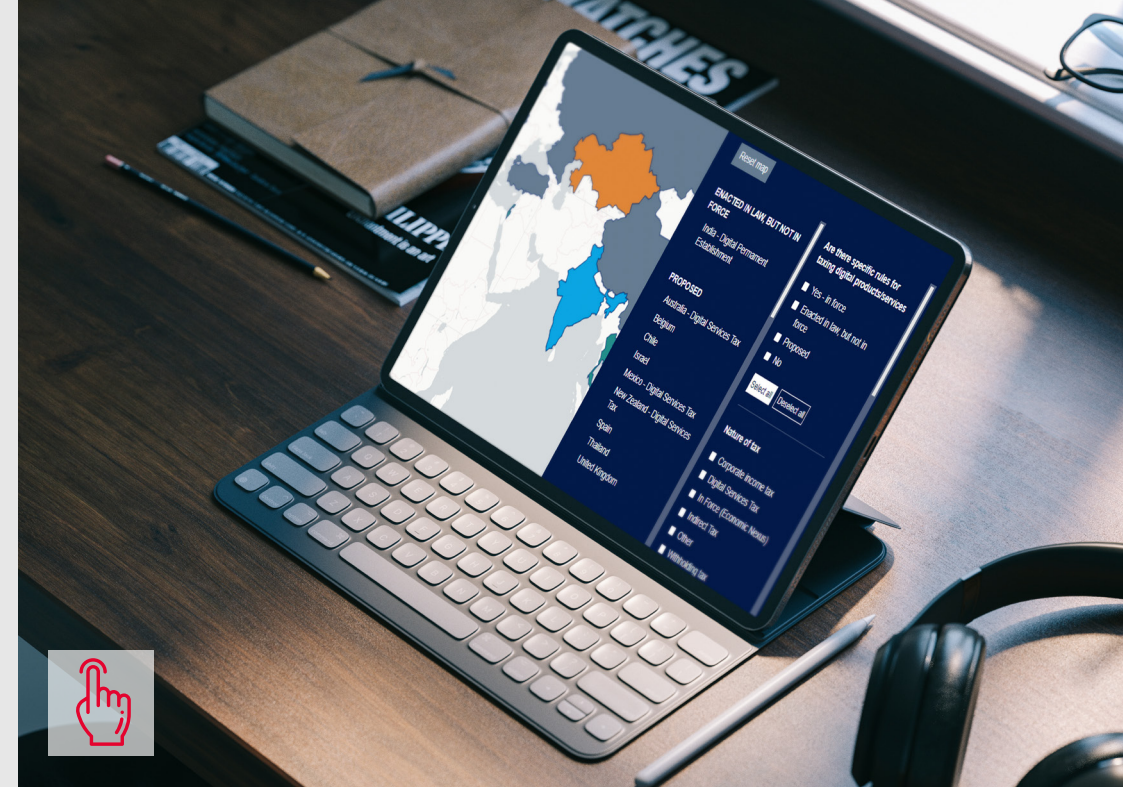 ATCHES
ILIPP
Reset map
ENACTED IN LAW, BUT NOT IN
FORCE
India - Digital Permament
Establishment
PROPOSED
Australia - Digital Services Tax
Belgium
Chile
Israel
Mexico - Digital Services Tax
New Zealand - Digital Services
Tax
Spain
Thailand
United Kingdom
Are there specific rules for
taxing digital products/services
Yes - in force
Enacted in law, but not in
force
Proposed
No
Select all
Deselect all
Nature of tax
Corporate income tax
Digital Services Tax
In Force (Economic Nexus)
Indirect Tax
Other
Withholding tax